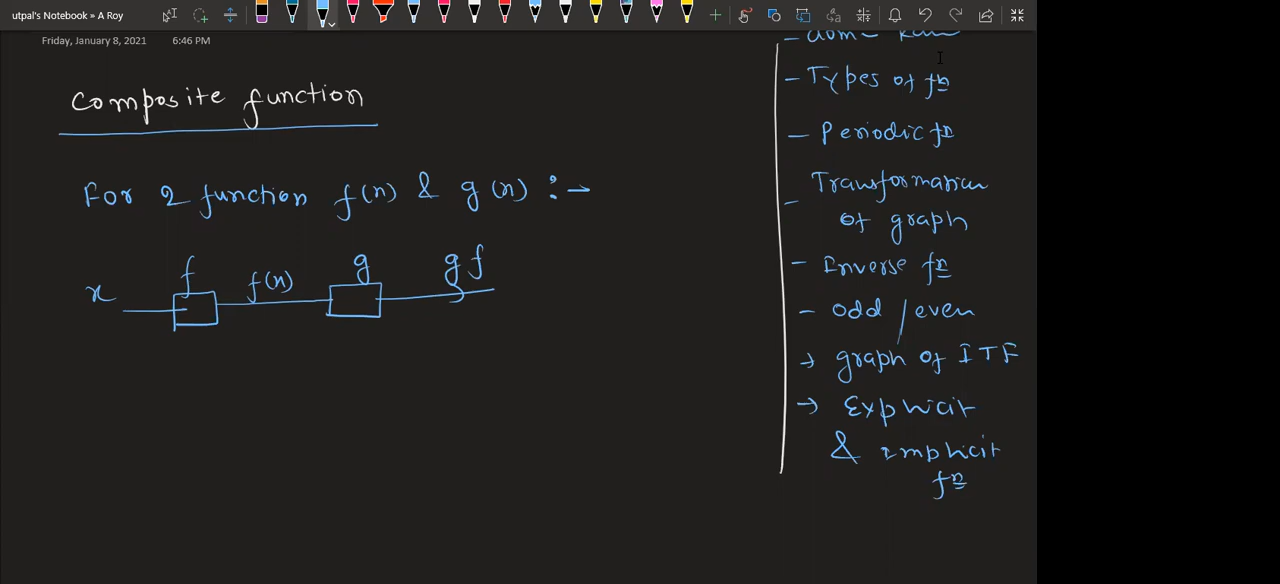 utpal's Notebook » A Roy
Friday, January 8, 2021 6:46 PM
Composite function
For 2 function f(x) & g(x) :→
x f f(x) g g f
- Types of fn
- Periodic fn
- Transformation
of graph
- Inverse fn
- Odd / even
→ graph of ITF
→ Explicit
& implicit
fn